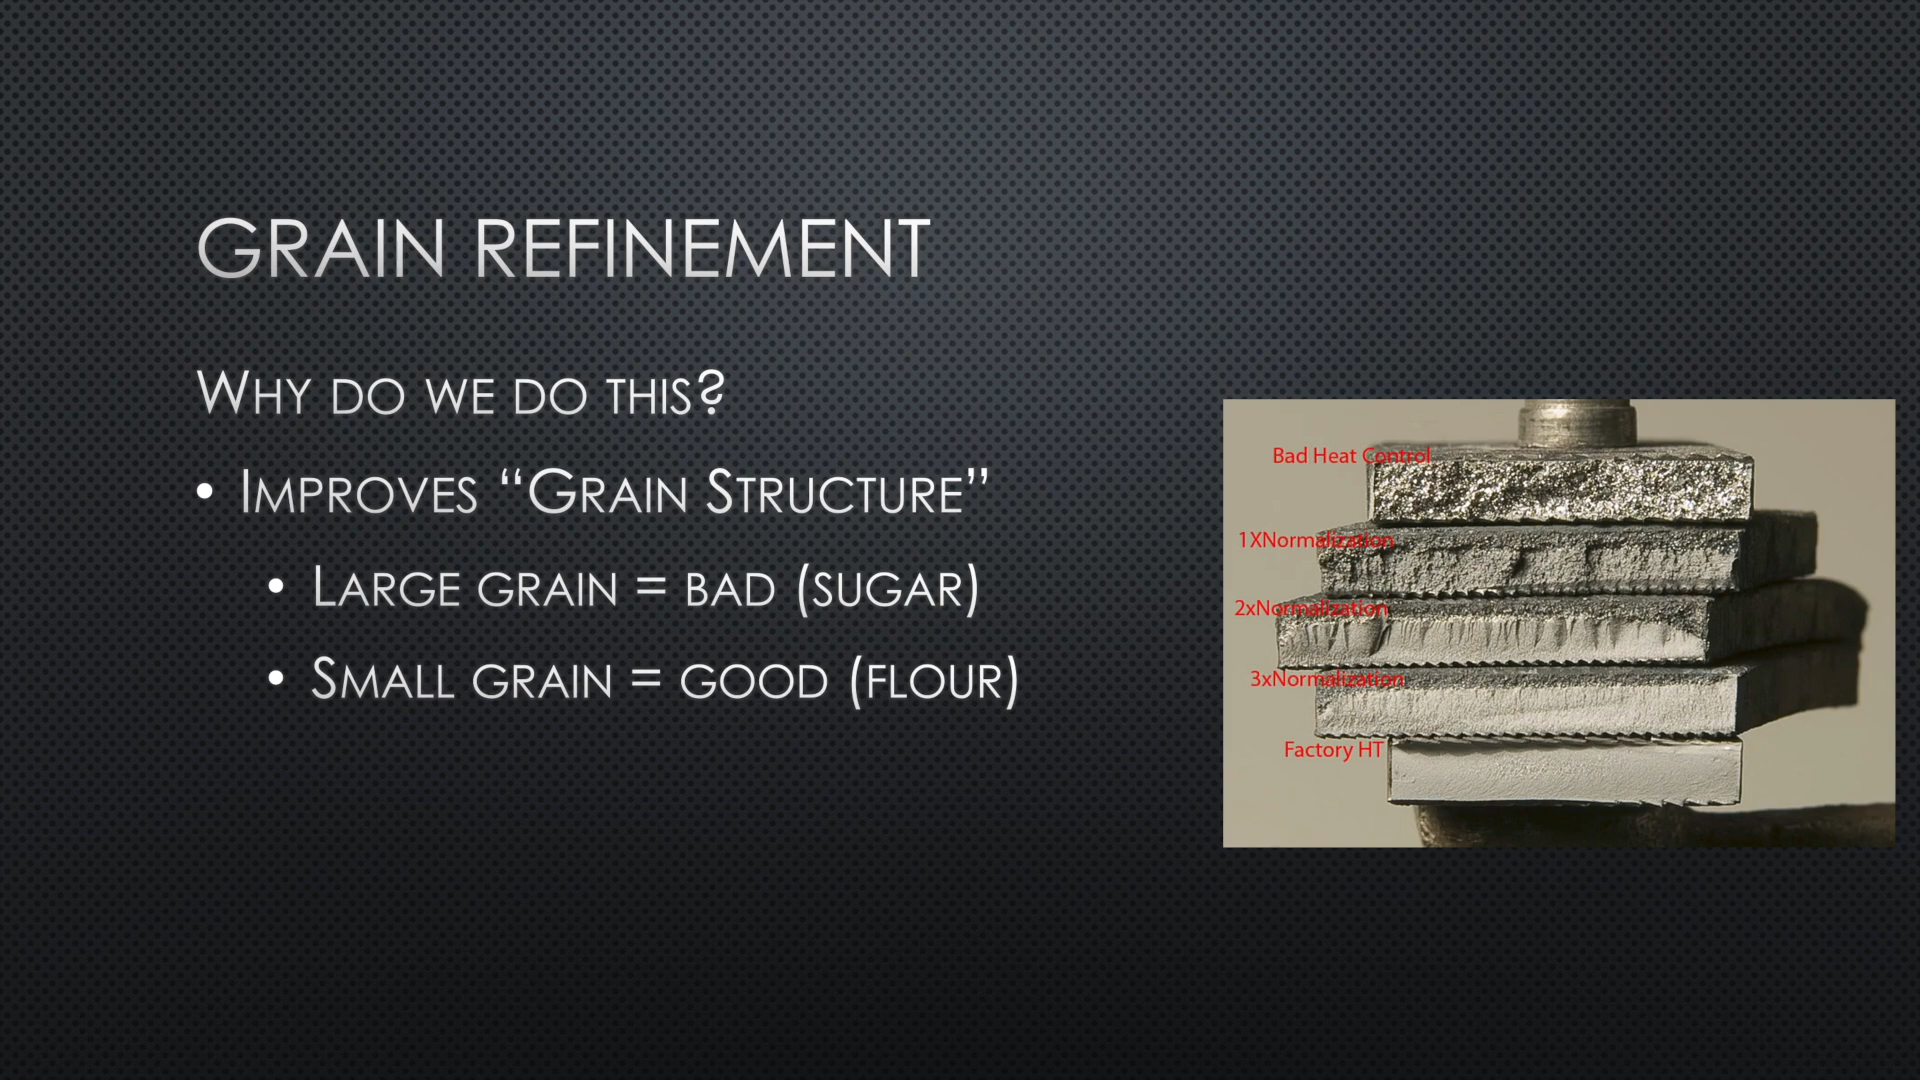 GRAIN REFINEMENT
WHY DO WE DO THIS?
• IMPROVES “GRAIN STRUCTURE”
• LARGE GRAIN = BAD (SUGAR)
• SMALL GRAIN = GOOD (FLOUR)
Bad Heat Control
1XNormalization
2xNormalization
3xNormalization
Factory HT